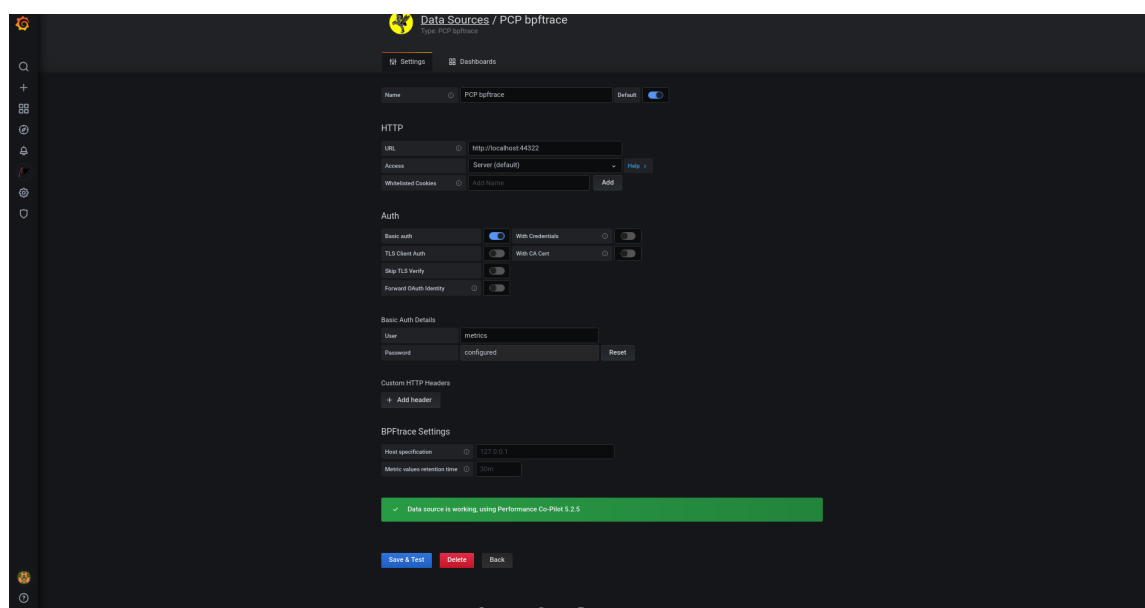 Data Sources / PCP bpftrace
Type: PCP bpftrace
Settings Dashboards
Name PCP bpftrace Default
HTTP
URL http://localhost:44322
Access Server (default) Help >
Whitelisted Cookies Add Name Add
Auth
Basic auth With Credentials
TLS Client Auth With CA Cert
Skip TLS Verify
Forward OAuth Identity
Basic Auth Details
User metrics
Password configured Reset
Custom HTTP Headers
+ Add header
BPFtrace Settings
Host specification 127.0.0.1
Metric values retention time 30m
Data source is working, using Performance Co-Pilot 5.2.5
Save & Test Delete Back